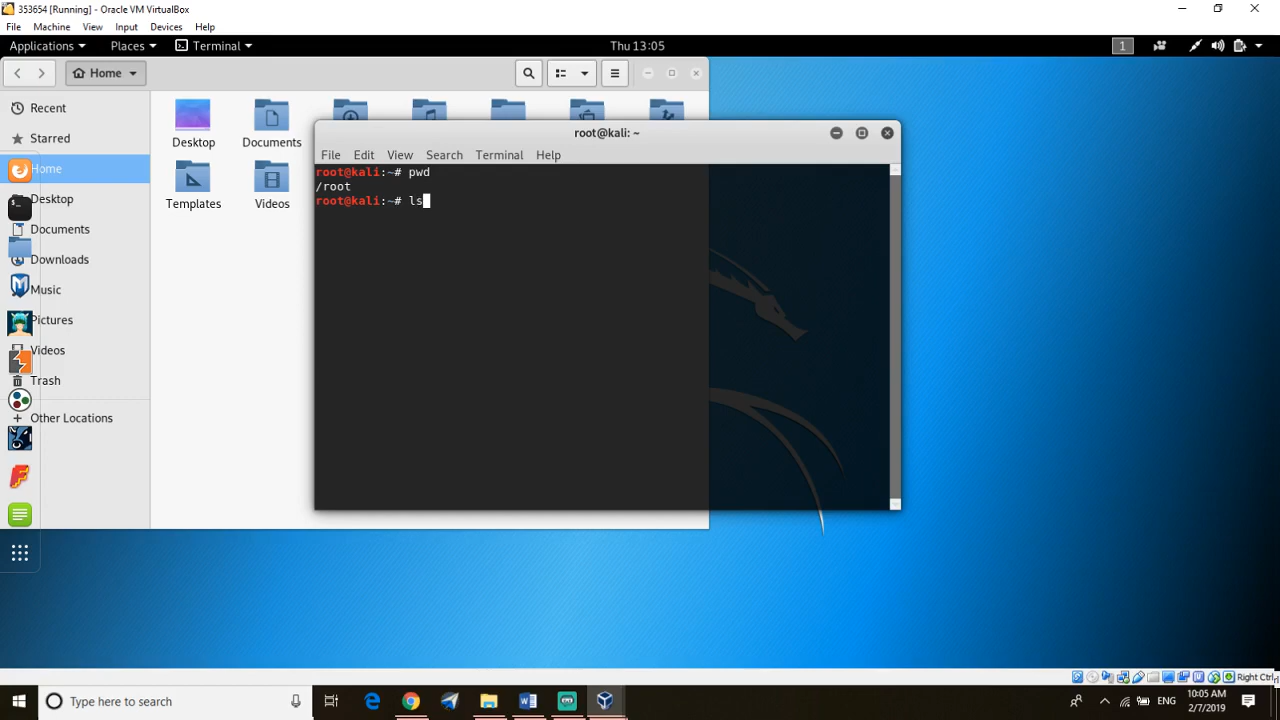 353654 [Running] - Oracle VM VirtualBox
File Machine View Input Devices Help
Applications Places Terminal Thu 13:05 1
Home
Recent
Starred
Home
Desktop
Documents
Downloads
Music
Pictures
Videos
Trash
Other Locations
Desktop Documents
Templates Videos
root@kali: ~
File Edit View Search Terminal Help
root@kali:~# pwd
/root
root@kali:~# ls
Right Ctrl
Type here to search
ENG
10:05 AM
2/7/2019